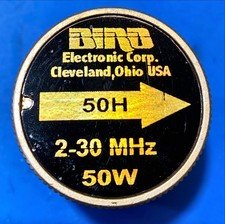 BIRD
Electronic Corp.
Cleveland,Ohio USA
50H
2-30 MHz
50W